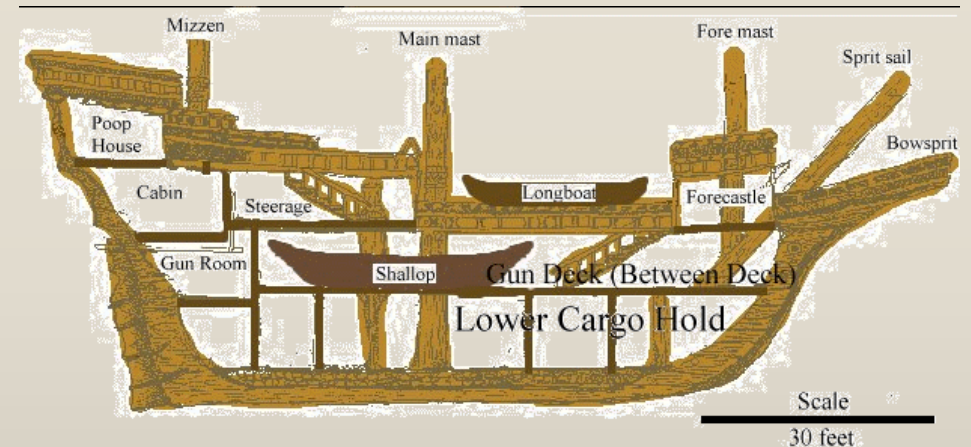 Mizzen
Main mast
Fore mast
Sprit sail
Bowsprit
Poop
House
Cabin
Steerage
Longboat
Forecastle
Gun Room
Shallop
Gun Deck (Between Deck)
Lower Cargo Hold
Scale
30 feet